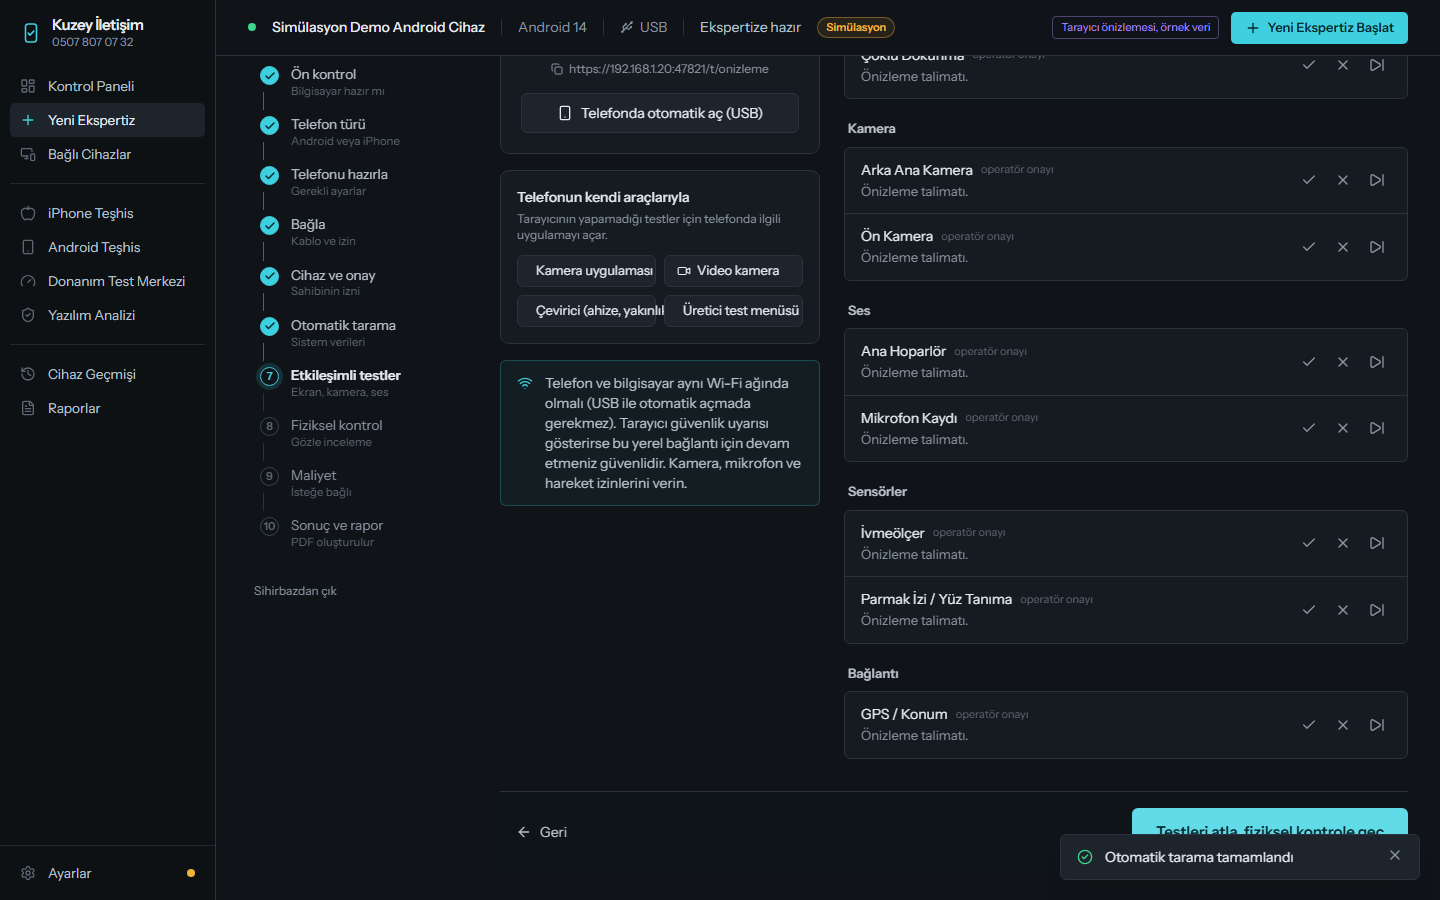 Kuzey İletişim
0507 807 07 32
Kontrol Paneli
Yeni Ekspertiz
Bağlı Cihazlar
iPhone Teşhis
Android Teşhis
Donanım Test Merkezi
Yazılım Analizi
Cihaz Geçmişi
Raporlar
Ayarlar
Simülasyon Demo Android Cihaz
Android 14
USB
Ekspertize hazır
Simülasyon
Tarayıcı önizlemesi, örnek veri
Yeni Ekspertiz Başlat
Ön kontrol
Bilgisayar hazır mı
Telefon türü
Android veya iPhone
Telefonu hazırla
Gerekli ayarlar
Bağla
Kablo ve izin
Cihaz ve onay
Sahibinin izni
Otomatik tarama
Sistem verileri
7
Etkileşimli testler
Ekran, kamera, ses
8
Fiziksel kontrol
Gözle inceleme
9
Maliyet
İsteğe bağlı
10
Sonuç ve rapor
PDF oluşturulur
Sihirbazdan çık
https://192.168.1.20:47821/t/onizleme
Telefonda otomatik aç (USB)
Telefonun kendi araçlarıyla
Tarayıcının yapamadığı testler için telefonda ilgili
uygulamayı açar.
Kamera uygulaması
Video kamera
Çevirici (ahize, yakınlık
Üretici test menüsü
Telefon ve bilgisayar aynı Wi-Fi ağında
olmalı (USB ile otomatik açmada
gerekmez). Tarayıcı güvenlik uyarısı
gösterirse bu yerel bağlantı için devam
etmeniz güvenlidir. Kamera, mikrofon ve
hareket izinlerini verin.
Çoklu Dokunma operatör onayı
Önizleme talimatı.
Kamera
Arka Ana Kamera operatör onayı
Önizleme talimatı.
Ön Kamera operatör onayı
Önizleme talimatı.
Ses
Ana Hoparlör operatör onayı
Önizleme talimatı.
Mikrofon Kaydı operatör onayı
Önizleme talimatı.
Sensörler
İvmeölçer operatör onayı
Önizleme talimatı.
Parmak İzi / Yüz Tanıma operatör onayı
Önizleme talimatı.
Bağlantı
GPS / Konum operatör onayı
Önizleme talimatı.
Geri
Testleri atla, fiziksel kontrole geç
Otomatik tarama tamamlandı